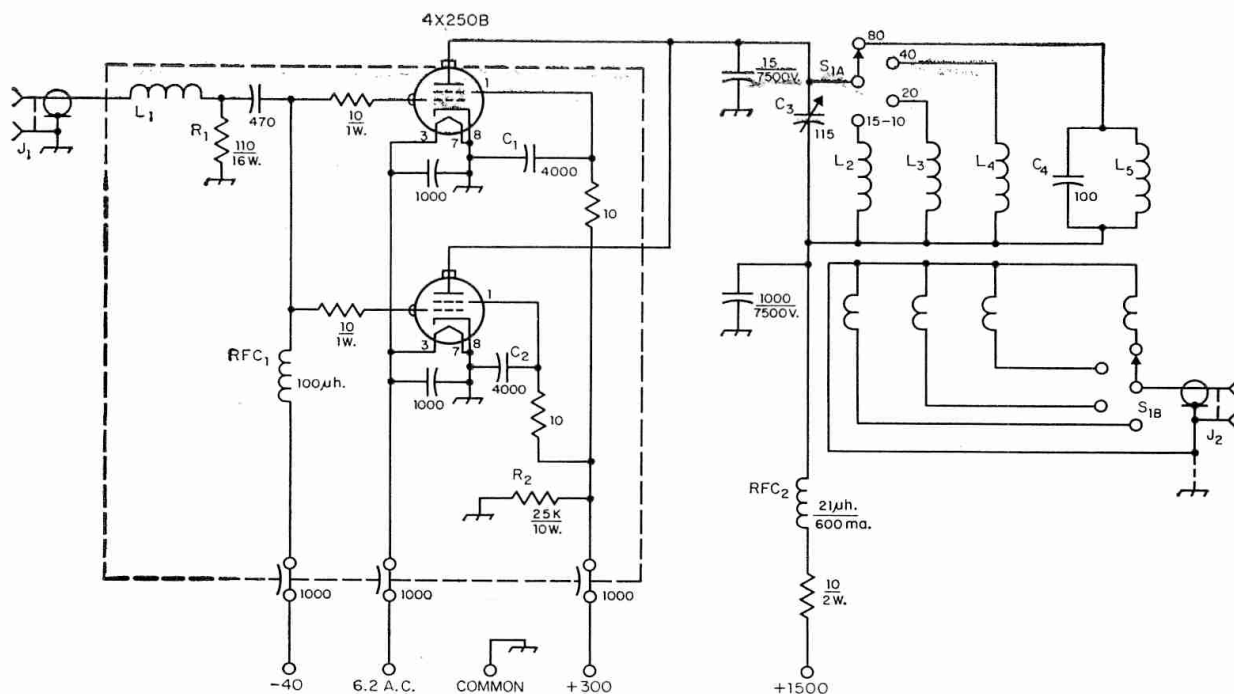 4X250B
80
40
20
15-10
15
7500V.
S1A
C3
115
J1
L1
R1
110
16W.
470
10
1W.
1
3
7
8
C1
4000
1000
10
L2
L3
L4
C4
100
L5
10
1W.
1
3
7
8
C2
4000
1000
10
1000
7500V.
RFC1
100µh.
S1B
J2
R2
25K
10W.
RFC2
21µh.
600ma.
10
2W.
1000
1000
1000
-40
6.2 A.C.
COMMON
+300
+1500